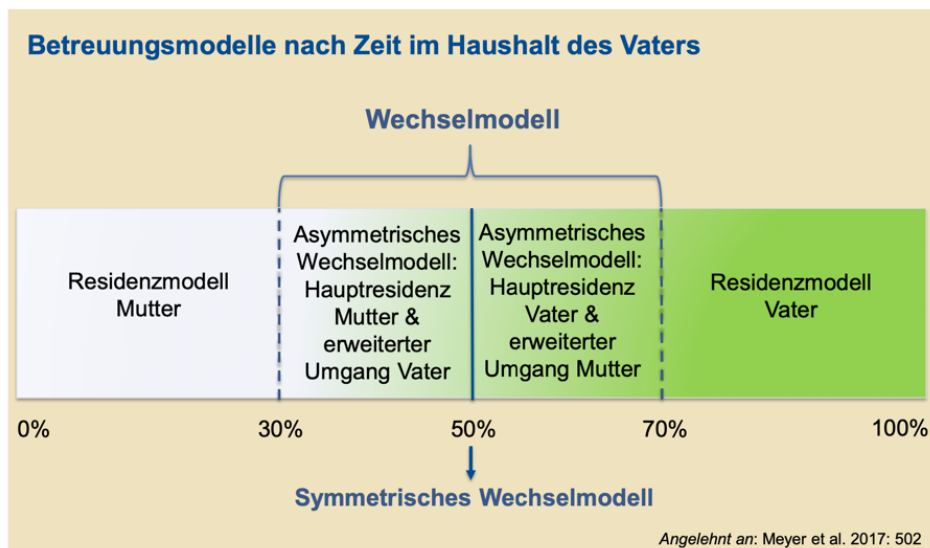 Betreuungsmodelle nach Zeit im Haushalt des Vaters
Wechselmodell
Residenzmodell
Mutter
Asymmetrisches
Wechselmodell:
Hauptresidenz
Mutter &
erweiterter
Umgang Vater
Asymmetrisches
Wechselmodell:
Hauptresidenz
Vater &
erweiterter
Umgang Mutter
Residenzmodell
Vater
0%
30%
50%
70%
100%
Symmetrisches Wechselmodell
Angelehnt an: Meyer et al. 2017: 502